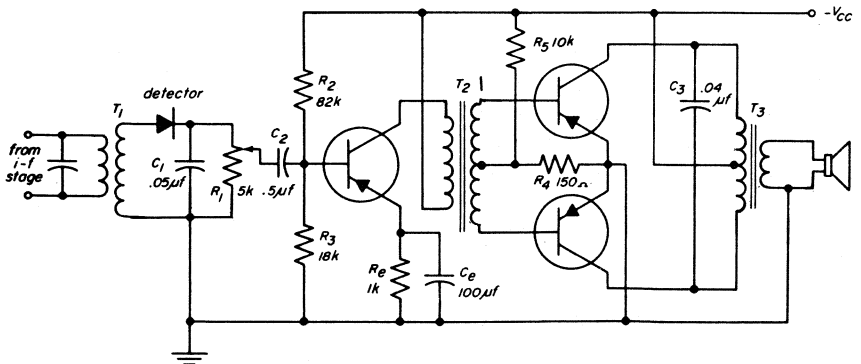 -VCC
R5 10k
detector
R2
82k
T1
T2
C3 .04
μf
T3
from
i-f
stage
C1
.05μf
R1
5k
C2
.5μf
R4 150Ω
R3
18k
Re
1k
Ce
100μf